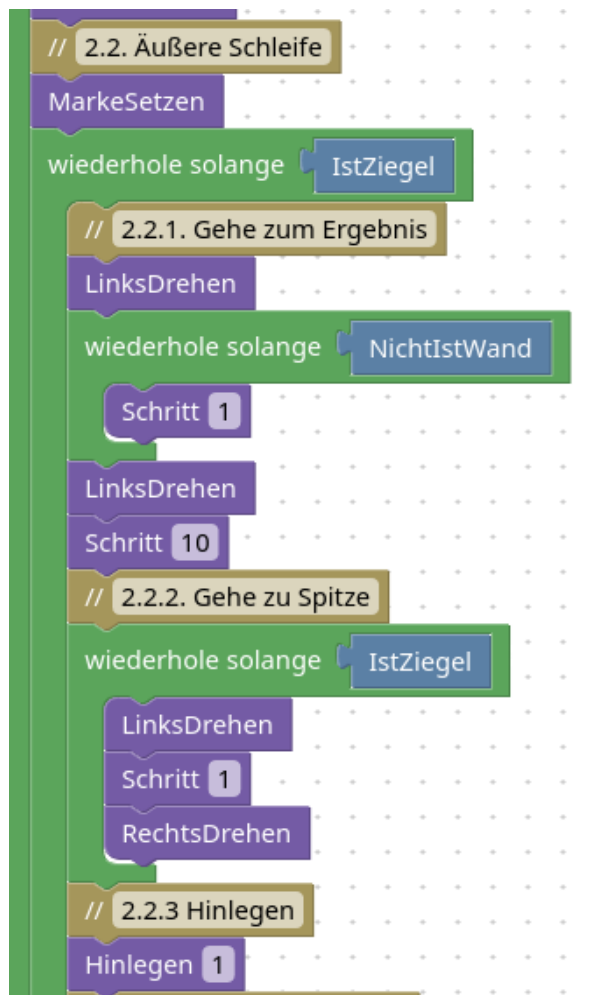 // 2.2. Äußere Schleife
MarkeSetzen
wiederhole solange IstZiegel
// 2.2.1. Gehe zum Ergebnis
LinksDrehen
wiederhole solange NichtIstWand
Schritt 1
LinksDrehen
Schritt 10
// 2.2.2. Gehe zu Spitze
wiederhole solange IstZiegel
LinksDrehen
Schritt 1
RechtsDrehen
// 2.2.3 Hinlegen
Hinlegen 1